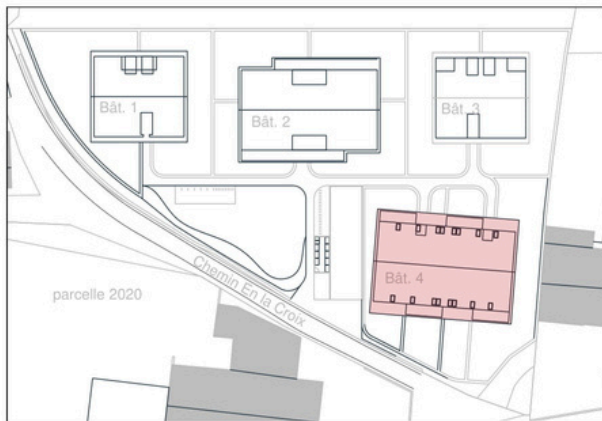 Bât. 1
Bât. 2
Bât. 3
Bât. 4
Chemin En la Croix
parcelle 2020